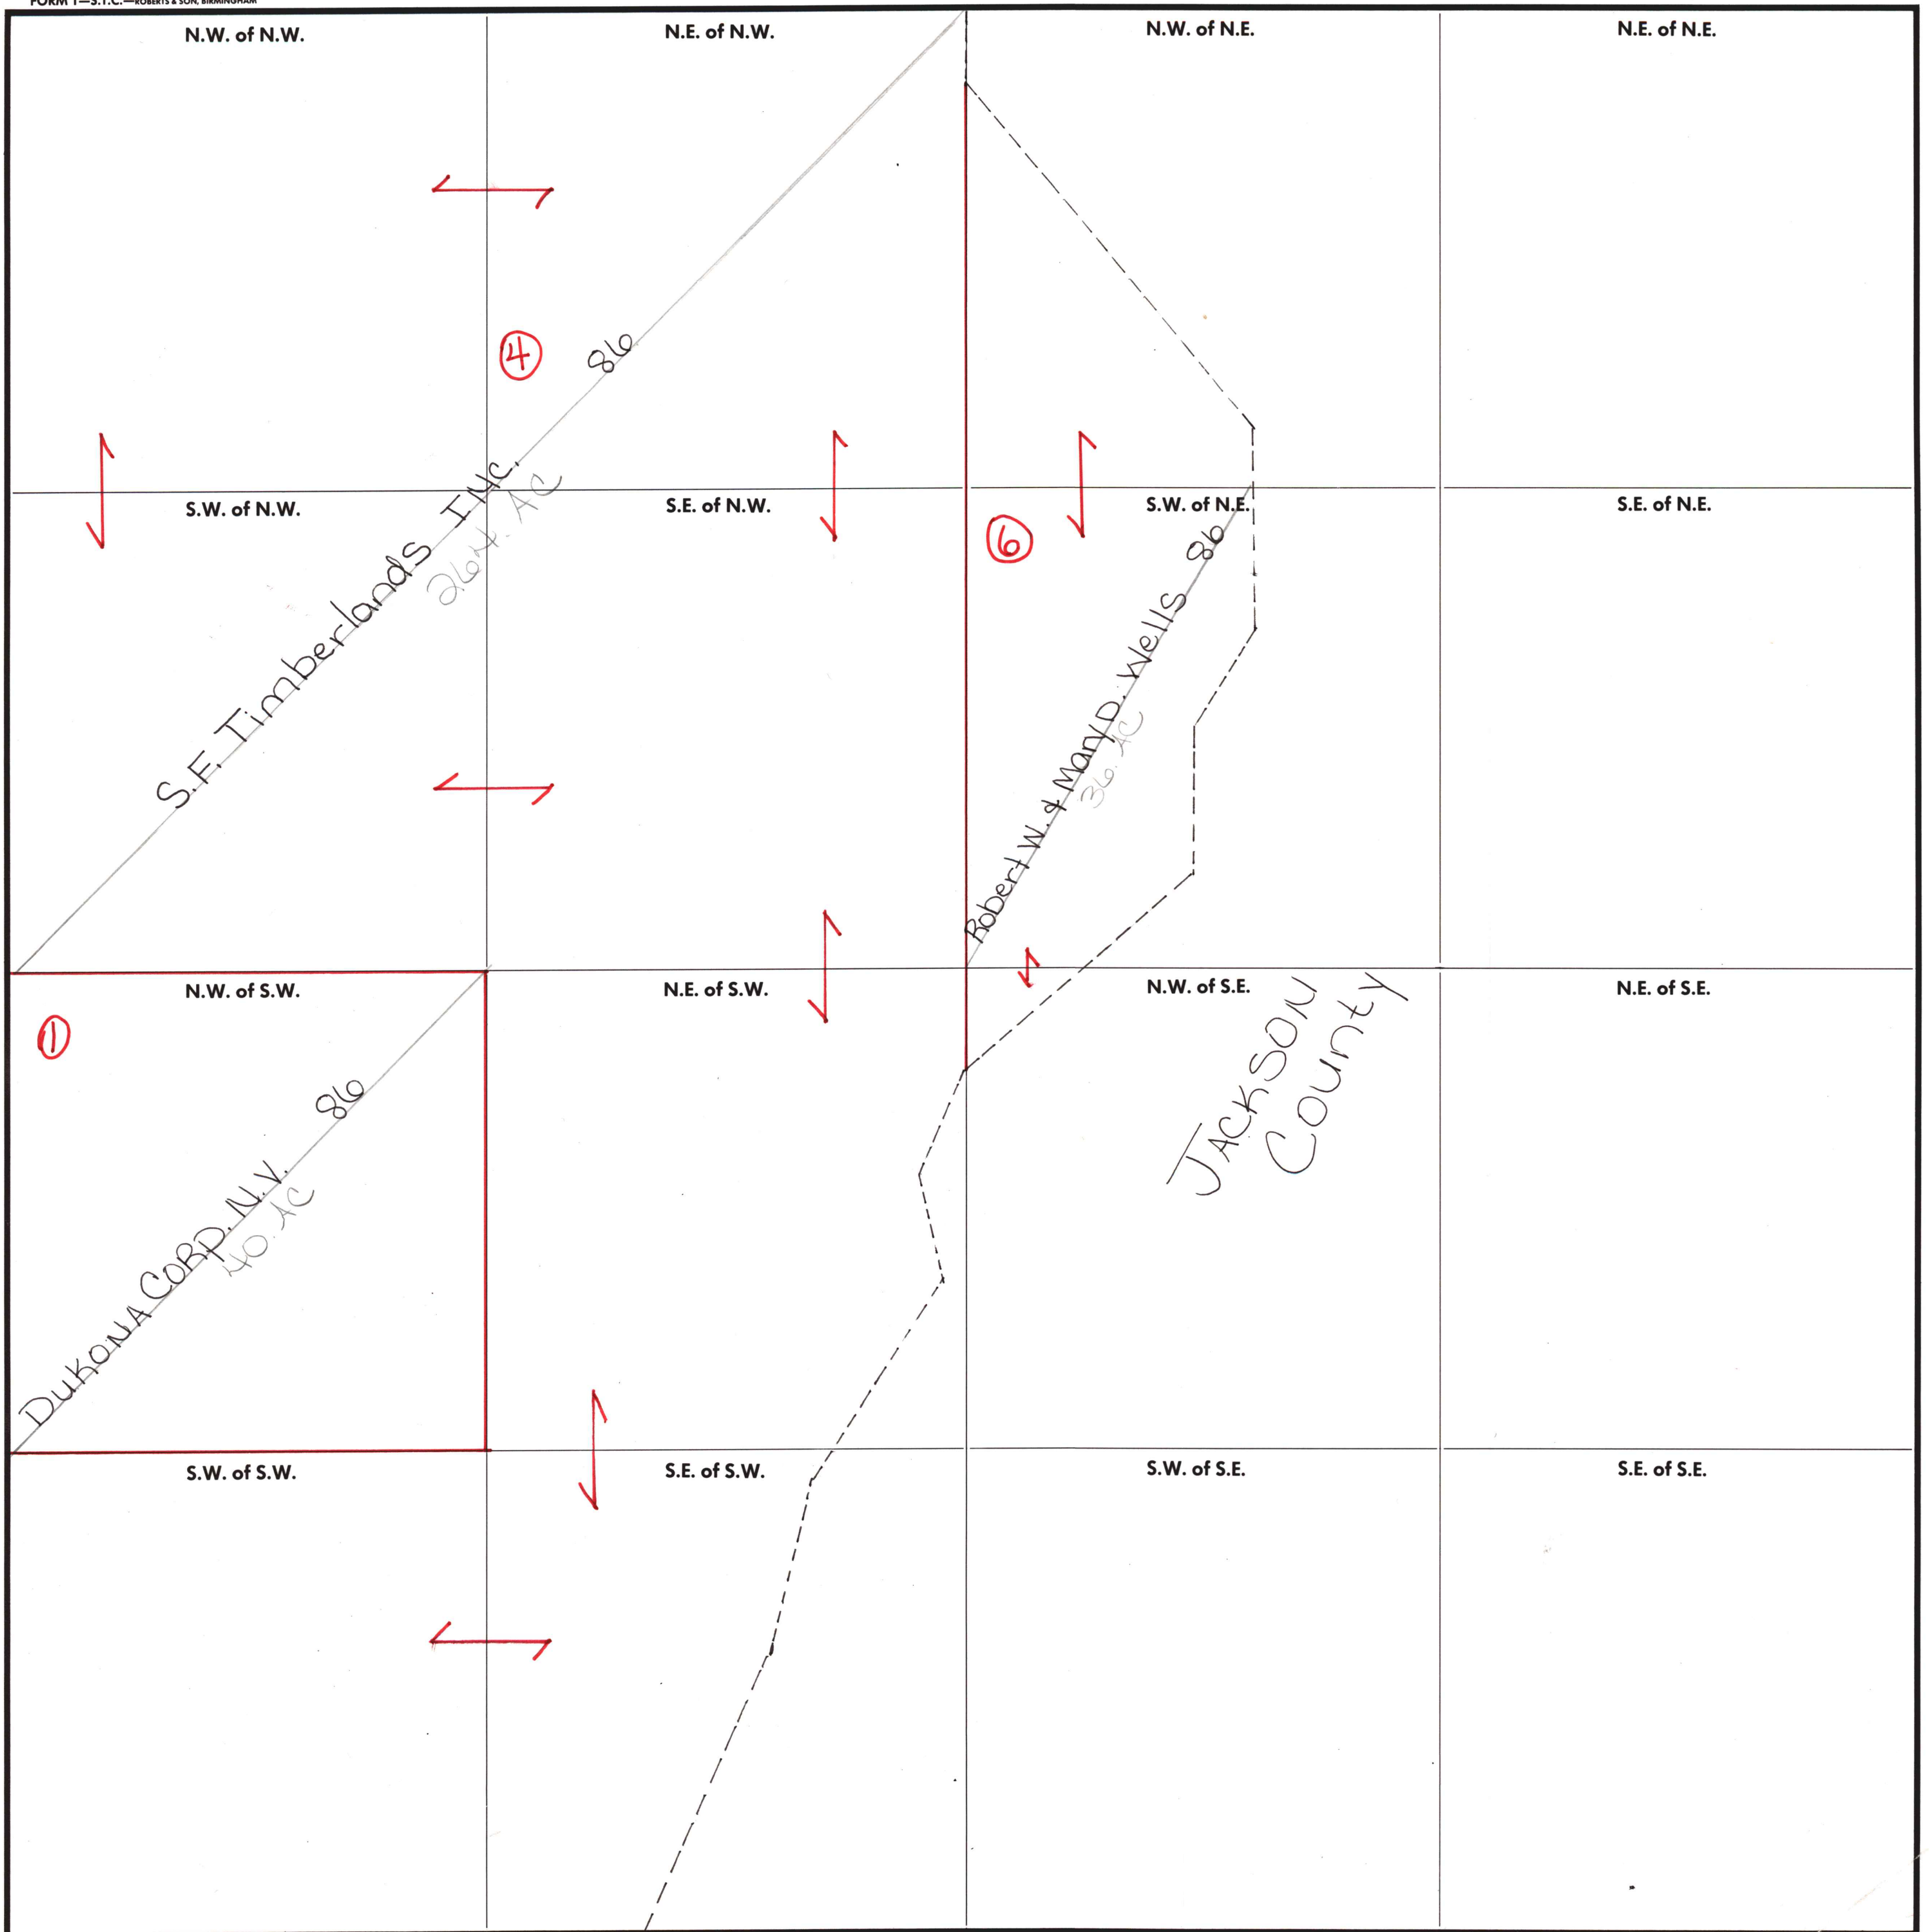 FORM 1—S.T.C.—ROBERTS & SON, BIRMINGHAM
N.W. of N.W.
N.E. of N.W.
N.W. of N.E.
N.E. of N.E.
4
86
S.F. Timberlands INC.
264. AC
S.W. of N.W.
S.E. of N.W.
S.W. of N.E.
S.E. of N.E.
6
Robert W. & Mary D. Wells 86
36. AC
N.W. of S.W.
N.E. of S.W.
N.W. of S.E.
N.E. of S.E.
1
DUKONA CORP. N.V. 86
40. AC
JACKSON
County
S.W. of S.W.
S.E. of S.W.
S.W. of S.E.
S.E. of S.E.